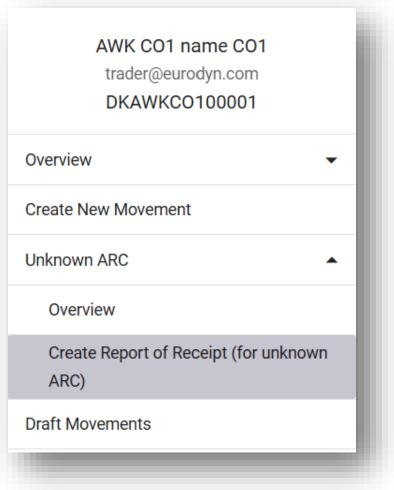 AWK CO1 name CO1
trader@eurodyn.com
DKAWKCO100001
Overview
Create New Movement
Unknown ARC
Overview
Create Report of Receipt (for unknown
ARC)
Draft Movements